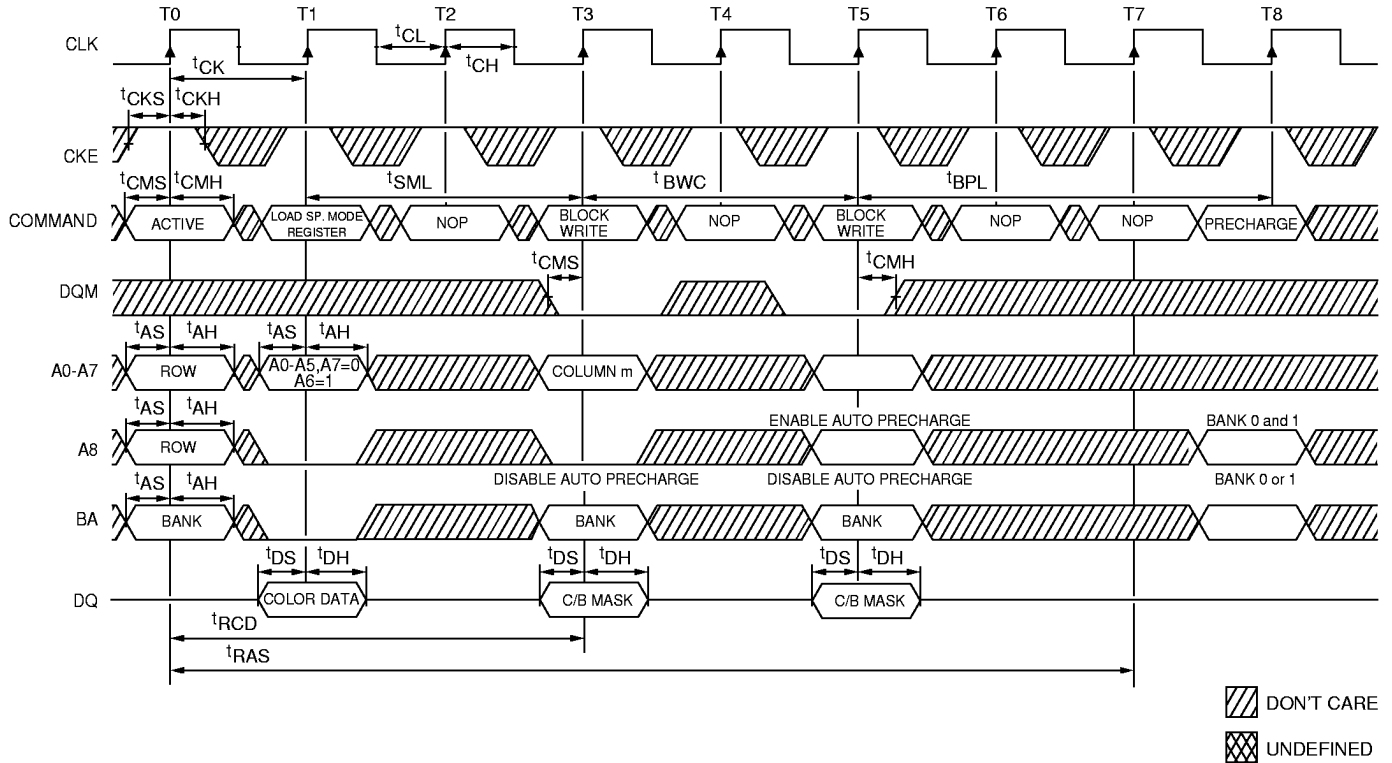 T0 T1 T2 T3 T4 T5 T6 T7 T8
CLK
tCL
tCH
tCK
tCKS tCKH
CKE
tCMS tCMH
tSML tBWC tBPL
COMMAND
ACTIVE
LOAD SP. MODE
REGISTER
NOP
BLOCK
WRITE
NOP
BLOCK
WRITE
NOP
NOP
PRECHARGE
tCMS
tCMH
DQM
tAS tAH tAS tAH
A0-A7
ROW
A0-A5,A7=0
A6=1
COLUMN m
tAS tAH
ENABLE AUTO PRECHARGE
BANK 0 and 1
A8
ROW
DISABLE AUTO PRECHARGE
DISABLE AUTO PRECHARGE
BANK 0 or 1
tAS tAH
BA
BANK
BANK
BANK
tDS tDH tDS tDH tDS tDH
DQ
COLOR DATA
C/B MASK
C/B MASK
tRCD
tRAS
DON'T CARE
UNDEFINED